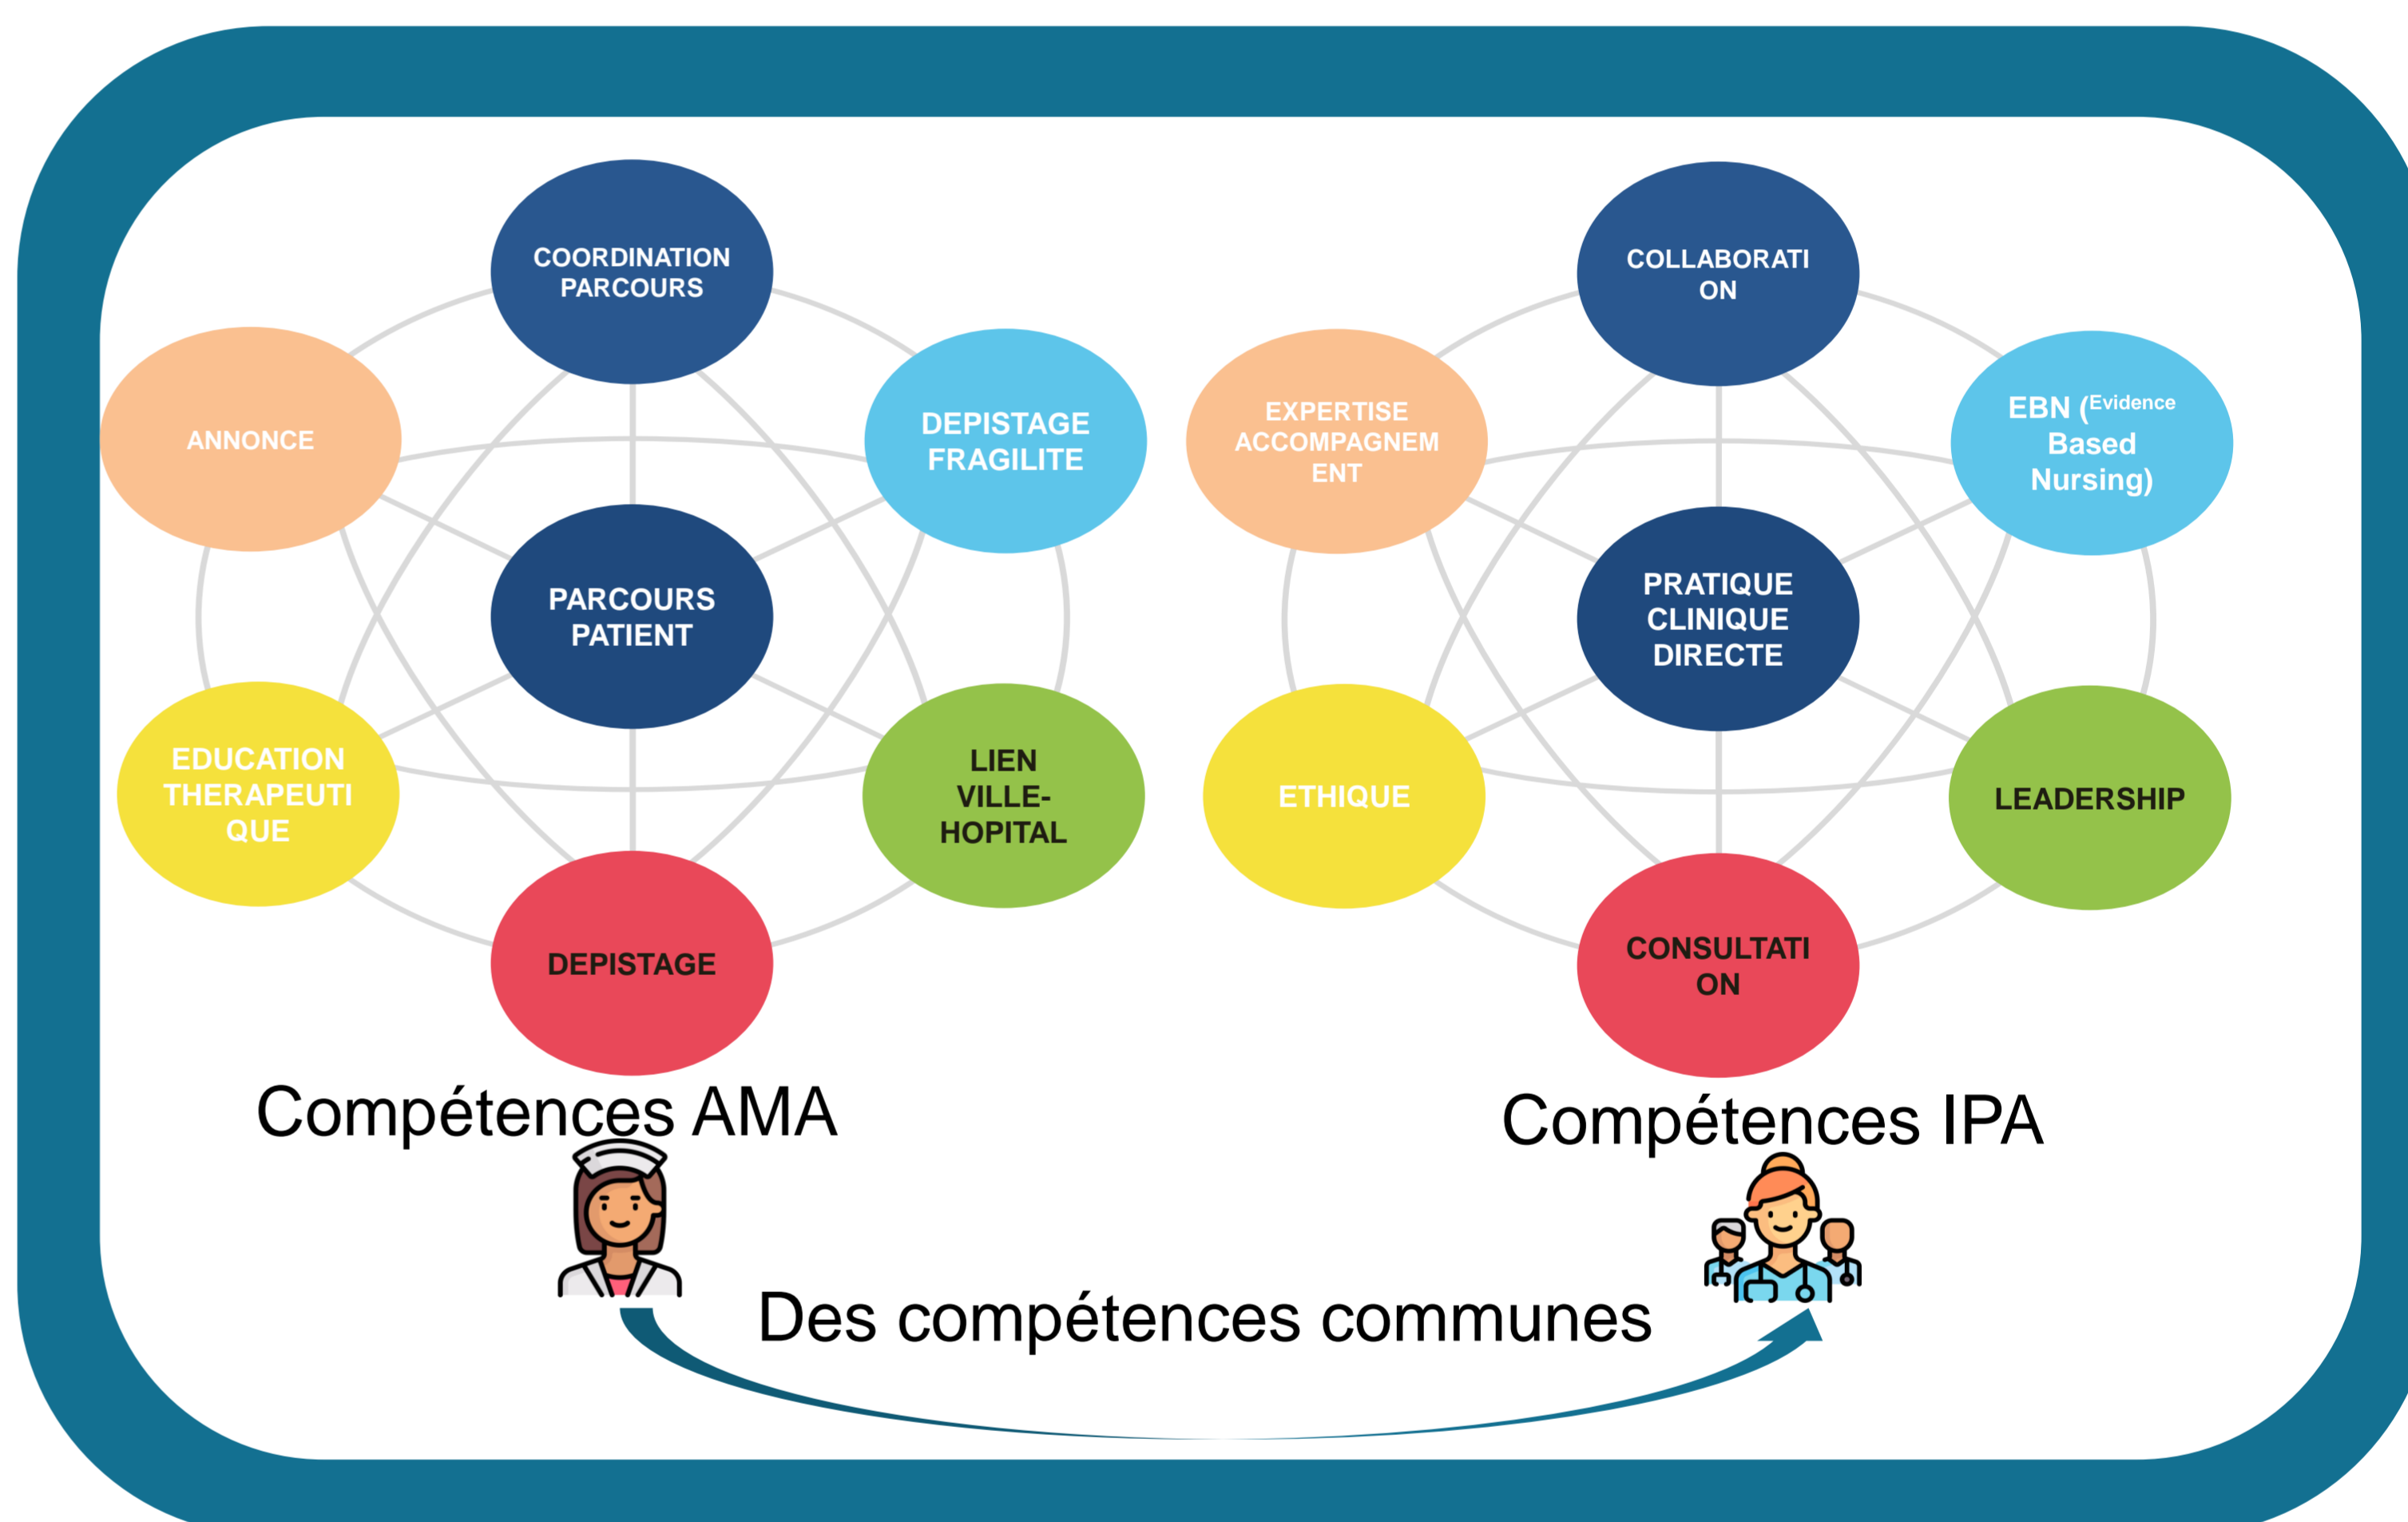 COORDINATION
PARCOURS
ANNONCE
DEPISTAGE
FRAGILITE
PARCOURS
PATIENT
EDUCATION
THERAPEUTI
QUE
LIEN
VILLE-
HOPITAL
DEPISTAGE
Compétences AMA
COLLABORATI
ON
EXPERTISE
ACCOMPAGNEM
ENT
EBN (Evidence
Based
Nursing)
PRATIQUE
CLINIQUE
DIRECTE
ETHIQUE
LEADERSHIP
CONSULTATI
ON
Compétences IPA
Des compétences communes